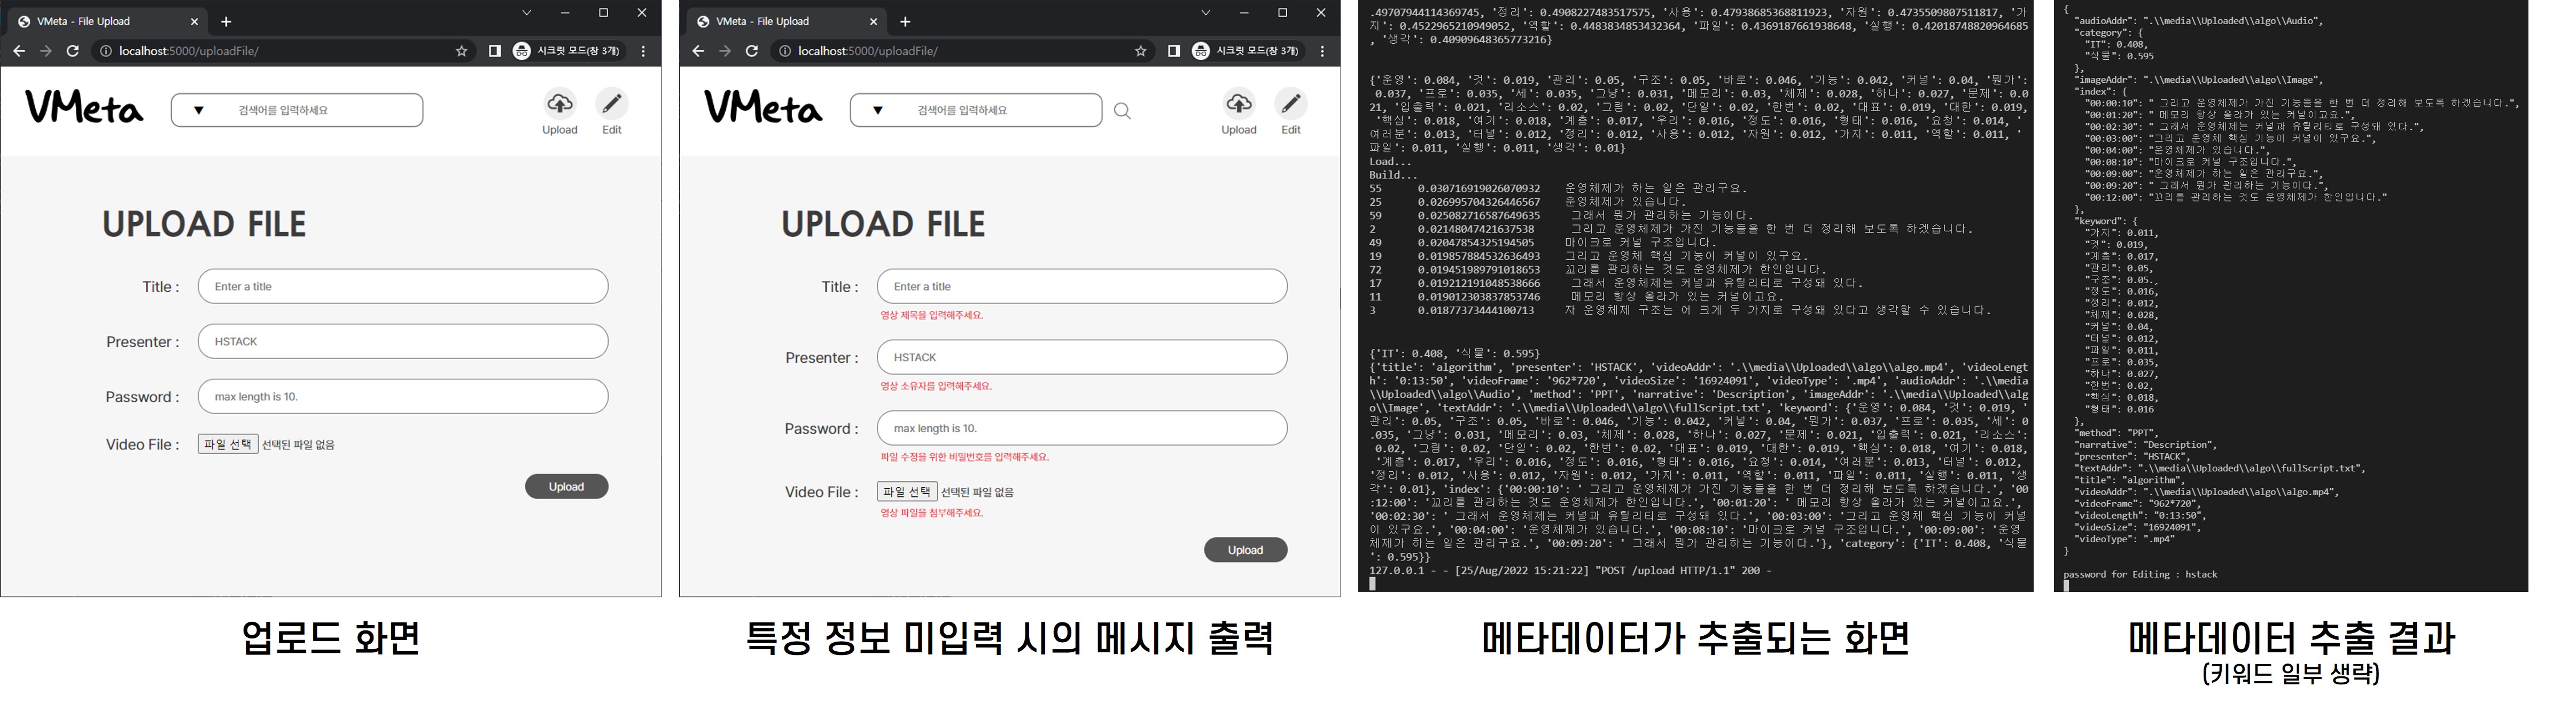 VMeta - File Upload
localhost:5000/uploadFile/
시크릿 모드(창 3개)
VMeta
▼ 검색어를 입력하세요
Upload
Edit
UPLOAD FILE
Title : Enter a title
Presenter : HSTACK
Password : max length is 10.
Video File : 파일 선택 선택된 파일 없음
Upload
업로드 화면
VMeta - File Upload
localhost:5000/uploadFile/
시크릿 모드(창 3개)
VMeta
▼ 검색어를 입력하세요
Upload
Edit
UPLOAD FILE
Title : Enter a title
영상 제목을 입력해주세요.
Presenter : HSTACK
영상 소유자를 입력해주세요.
Password : max length is 10.
파일 수정을 위한 비밀번호를 입력해주세요.
Video File : 파일 선택 선택된 파일 없음
영상 파일을 첨부해주세요.
Upload
특정 정보 미입력 시의 메시지 출력
.49707944114369745, '정리': 0.4908227483517575, '사용': 0.47938685368811923, '자원': 0.4735509807511817, '가
지': 0.4522965210949052, '역할': 0.4483834853432364, '파일': 0.4369187661938648, '실행': 0.42018748820964685
, '생각': 0.40909648365773216}
{'운영': 0.084, '것': 0.019, '관리': 0.05, '구조': 0.05, '바로': 0.046, '기능': 0.042, '커널': 0.04, '뭔가':
0.037, '프로': 0.035, '세': 0.035, '그냥': 0.031, '메모리': 0.03, '체제': 0.028, '하나': 0.027, '문제': 0.0
21, '입출력': 0.021, '리소스': 0.02, '그림': 0.02, '단일': 0.02, '한번': 0.02, '대표': 0.019, '대한': 0.019,
'핵심': 0.018, '여기': 0.018, '계층': 0.017, '우리': 0.016, '정도': 0.016, '형태': 0.016, '요청': 0.014, '
여러분': 0.013, '터널': 0.012, '정리': 0.012, '사용': 0.012, '자원': 0.012, '가지': 0.011, '역할': 0.011, '
파일': 0.011, '실행': 0.011, '생각': 0.01}
Load...
Build...
55 0.030716919026070932 운영체제가 하는 일은 관리구요.
25 0.026995704326446567 운영체제가 있습니다.
59 0.025082716587649635 그래서 뭔가 관리하는 기능이다.
2 0.02148047421637538 그리고 운영체제가 가진 기능들을 한 번 더 정리해 보도록 하겠습니다.
49 0.02047854325194505 마이크로 커널 구조입니다.
19 0.019857884532636493 그리고 운영체 핵심 기능이 커널이 있구요.
72 0.019451989791018653 꼬리를 관리하는 것도 운영체제가 한인입니다.
17 0.019212191048538666 그래서 운영체제는 커널과 유틸리티로 구성돼 있다.
11 0.019012303837853746 메모리 항상 올라가 있는 커널이고요.
3 0.01877373444100713 자 운영체제 구조는 어 크게 두 가지로 구성돼 있다고 생각할 수 있습니다.
{'IT': 0.408, '식물': 0.595}
{'title': 'algorithm', 'presenter': 'HSTACK', 'videoAddr': '.\\media\\Uploaded\\algo\\algo.mp4', 'videoLengt
h': '0:13:50', 'videoFrame': '962*720', 'videoSize': '16924091', 'videoType': '.mp4', 'audioAddr': '.\\media
\\Uploaded\\algo\\Audio', 'method': 'PPT', 'narrative': 'Description', 'imageAddr': '.\\media\\Uploaded\\alg
o\\Image', 'textAddr': '.\\media\\Uploaded\\algo\\fullScript.txt', 'keyword': {'운영': 0.084, '것': 0.019, '
관리': 0.05, '구조': 0.05, '바로': 0.046, '기능': 0.042, '커널': 0.04, '뭔가': 0.037, '프로': 0.035, '세': 0
.035, '그냥': 0.031, '메모리': 0.03, '체제': 0.028, '하나': 0.027, '문제': 0.021, '입출력': 0.021, '리소스':
0.02, '그림': 0.02, '단일': 0.02, '한번': 0.02, '대표': 0.019, '대한': 0.019, '핵심': 0.018, '여기': 0.018,
'계층': 0.017, '우리': 0.016, '정도': 0.016, '형태': 0.016, '요청': 0.014, '여러분': 0.013, '터널': 0.012,
'정리': 0.012, '사용': 0.012, '자원': 0.012, '가지': 0.011, '역할': 0.011, '파일': 0.011, '실행': 0.011, '생
각': 0.01}, 'index': {'00:00:10': ' 그리고 운영체제가 가진 기능들을 한 번 더 정리해 보도록 하겠습니다.', '00
:12:00': '꼬리를 관리하는 것도 운영체제가 한인입니다.', '00:01:20': ' 메모리 항상 올라가 있는 커널이고요.',
'00:02:30': ' 그래서 운영체제는 커널과 유틸리티로 구성돼 있다.', '00:03:00': '그리고 운영체 핵심 기능이 커널
이 있구요.', '00:04:00': '운영체제가 있습니다.', '00:08:10': '마이크로 커널 구조입니다.', '00:09:00': '운영
체제가 하는 일은 관리구요.', '00:09:20': ' 그래서 뭔가 관리하는 기능이다.'}, 'category': {'IT': 0.408, '식물
': 0.595}}
127.0.0.1 - - [25/Aug/2022 15:21:22] "POST /upload HTTP/1.1" 200 -
메타데이터가 추출되는 화면
{
"audioAddr": ".\\media\\Uploaded\\algo\\Audio",
"category": {
"IT": 0.408,
"식물": 0.595
},
"imageAddr": ".\\media\\Uploaded\\algo\\Image",
"index": {
"00:00:10": " 그리고 운영체제가 가진 기능들을 한 번 더 정리해 보도록 하겠습니다.",
"00:01:20": " 메모리 항상 올라가 있는 커널이고요.",
"00:02:30": " 그래서 운영체제는 커널과 유틸리티로 구성돼 있다.",
"00:03:00": "그리고 운영체 핵심 기능이 커널이 있구요.",
"00:04:00": "운영체제가 있습니다.",
"00:08:10": "마이크로 커널 구조입니다.",
"00:09:00": "운영체제가 하는 일은 관리구요.",
"00:09:20": " 그래서 뭔가 관리하는 기능이다.",
"00:12:00": "꼬리를 관리하는 것도 운영체제가 한인입니다."
},
"keyword": {
"가지": 0.011,
"것": 0.019,
"계층": 0.017,
"관리": 0.05,
"구조": 0.05,
"정도": 0.016,
"정리": 0.012,
"체제": 0.028,
"커널": 0.04,
"터널": 0.012,
"파일": 0.011,
"프로": 0.035,
"하나": 0.027,
"한번": 0.02,
"핵심": 0.018,
"형태": 0.016
},
"method": "PPT",
"narrative": "Description",
"presenter": "HSTACK",
"textAddr": ".\\media\\Uploaded\\algo\\fullScript.txt",
"title": "algorithm",
"videoAddr": ".\\media\\Uploaded\\algo\\algo.mp4",
"videoFrame": "962*720",
"videoLength": "0:13:50",
"videoSize": "16924091",
"videoType": ".mp4"
}
password for Editing : hstack
메타데이터 추출 결과
(키워드 일부 생략)